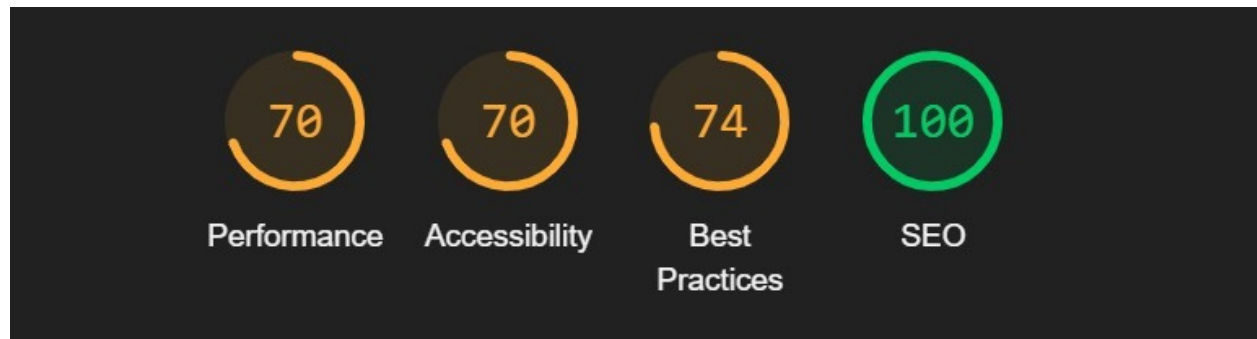 70
70
74
100
Performance
Accessibility
Best
Practices
SEO